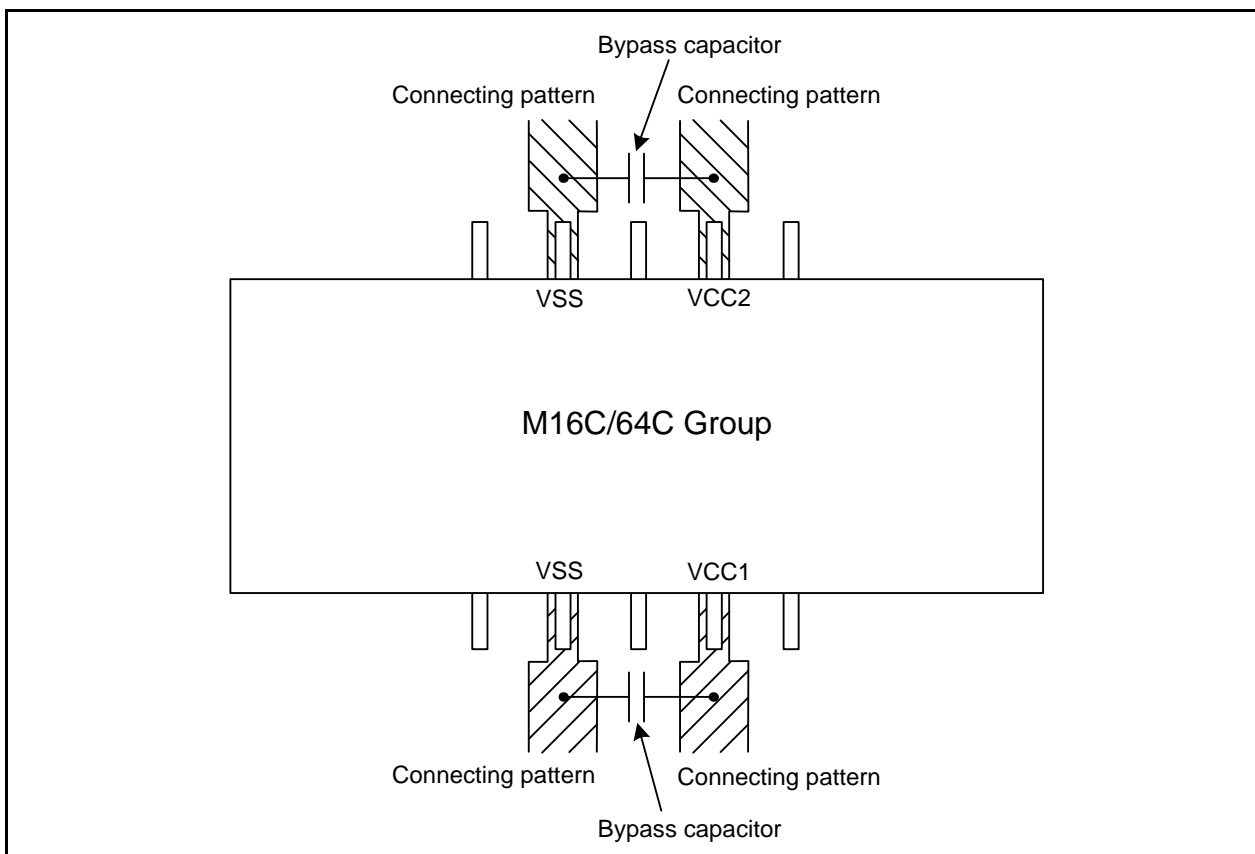 Bypass capacitor
Connecting pattern
Connecting pattern
VSS
VCC2
M16C/64C Group
VSS
VCC1
Connecting pattern
Connecting pattern
Bypass capacitor